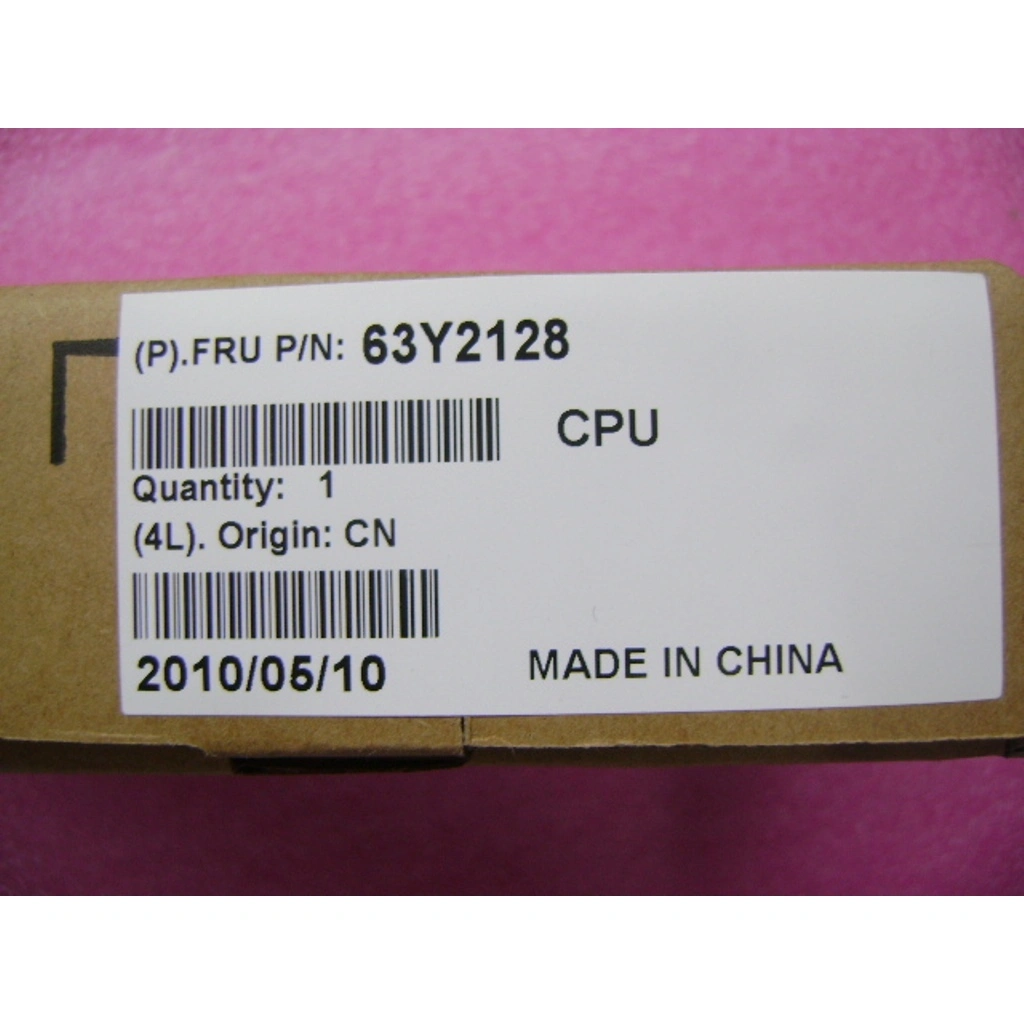 (P).FRU P/N: 63Y2128
CPU
Quantity: 1
(4L). Origin: CN
2010/05/10
MADE IN CHINA